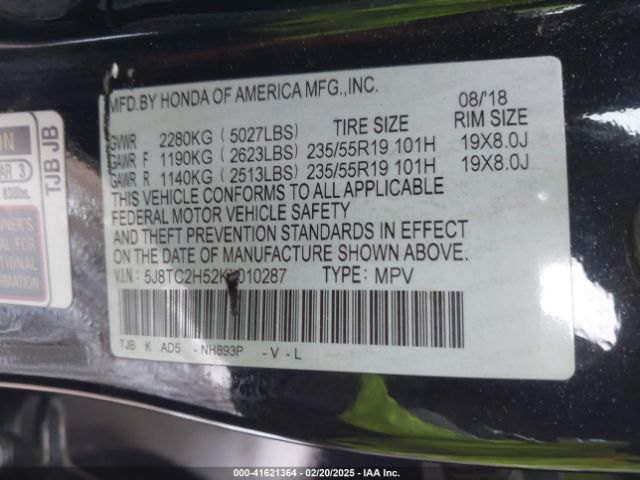 MFD.BY HONDA OF AMERICA MFG.,INC.
08/'18
GVWR 2280KG (5027LBS) TIRE SIZE RIM SIZE
GAWR F 1190KG (2623LBS) 235/55R19 101H 19X8.0J
GAWR R 1140KG (2513LBS) 235/55R19 101H 19X8.0J
THIS VEHICLE CONFORMS TO ALL APPLICABLE
FEDERAL MOTOR VEHICLE SAFETY
AND THEFT PREVENTION STANDARDS IN EFFECT
ON THE DATE OF MANUFACTURE SHOWN ABOVE.
V.I.N: TYPE: MPV
TJB K AD5 -NH893P -V-L
TJB JB
AR 3
838lbs.
000-41621364 - 02/20/2025 - IAA Inc.